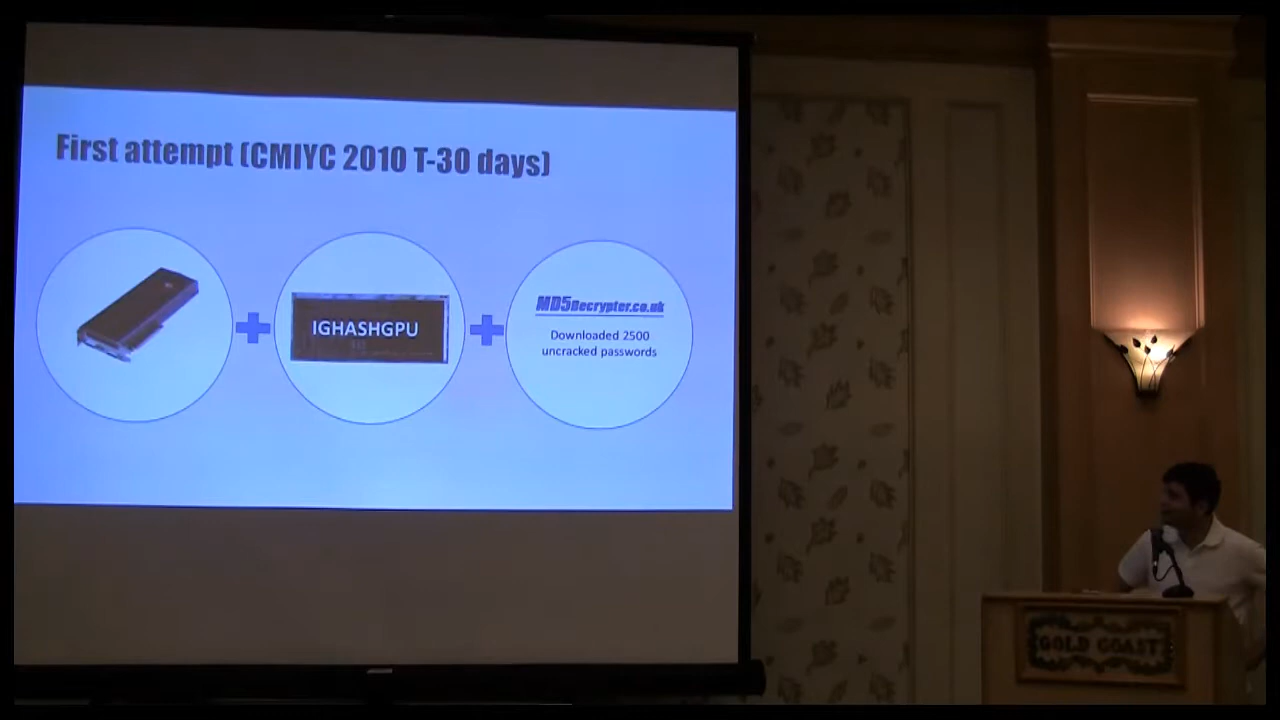 First attempt (CMIYC 2010 T-30 days)
IGHASHGPU
MD5Decrypter.co.uk
Downloaded 2500
uncracked passwords
GOLD COAST